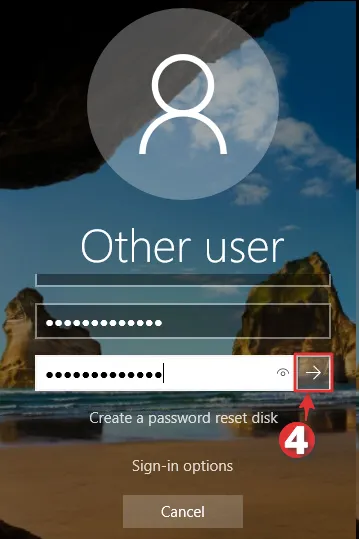 Other user
•••••••••••••
•••••••••••••
4
Create a password reset disk
Sign-in options
Cancel